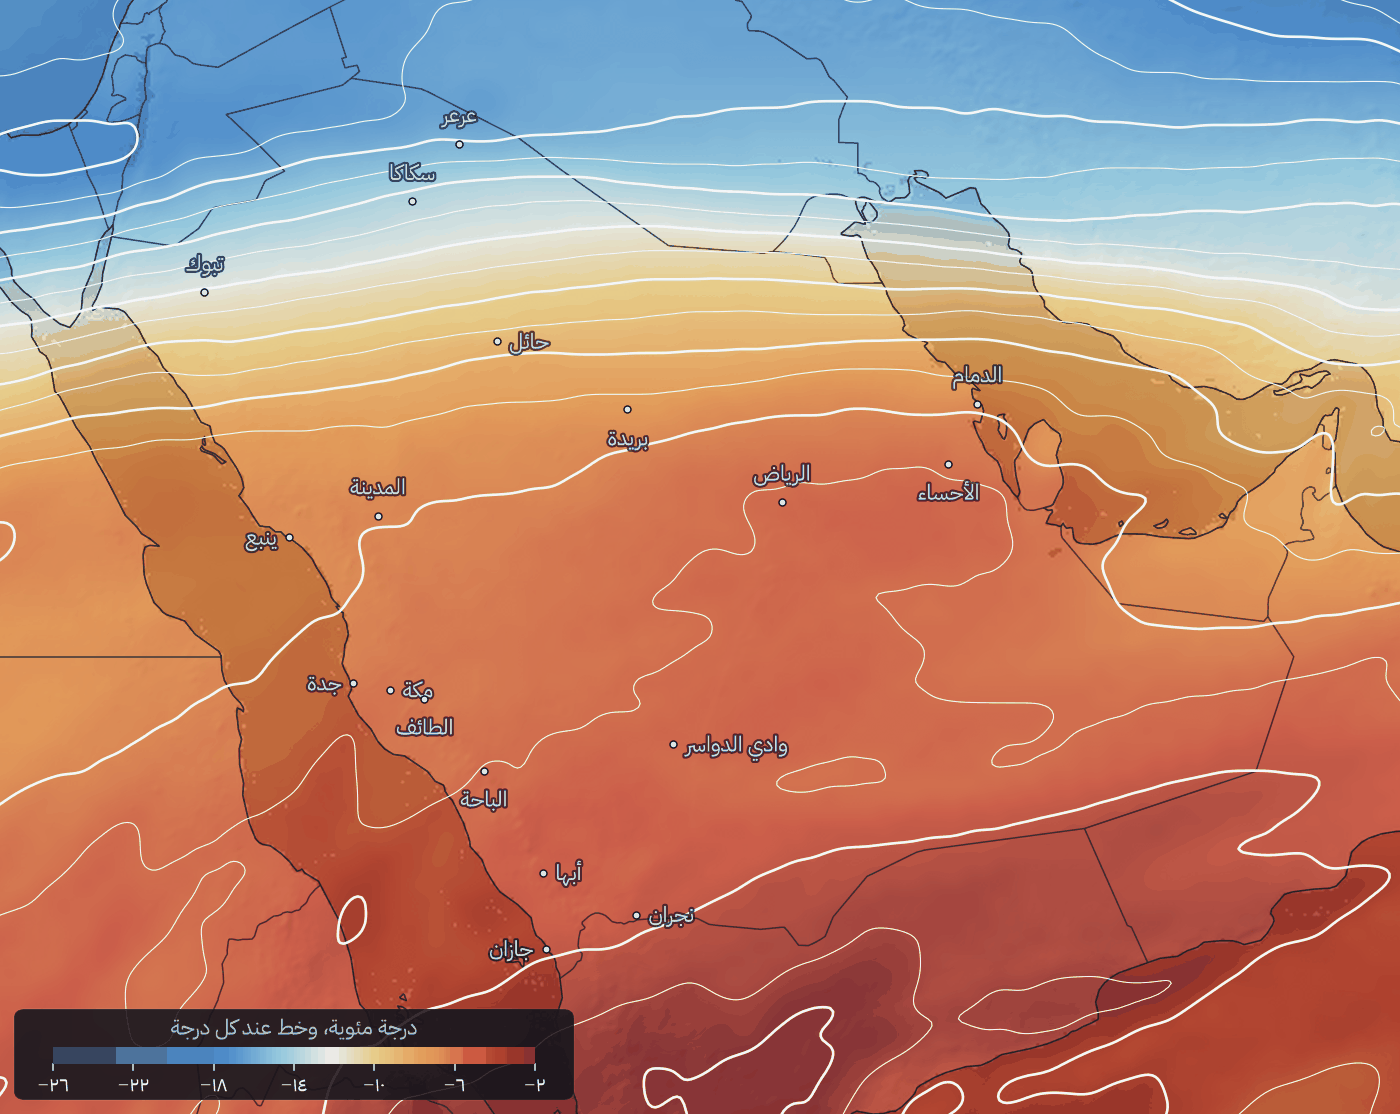 عرعر
سكاكا
تبوك
حائل
الدمام
بريدة
الرياض
المدينة
الأحساء
ينبع
جدة
مكة
الطائف
وادي الدواسر
الباحة
أبها
نجران
جازان
درجة مئوية، وخط عند كل درجة
−٢٦ −٢٢ −١٨ −١٤ −١٠ −٦ −٢